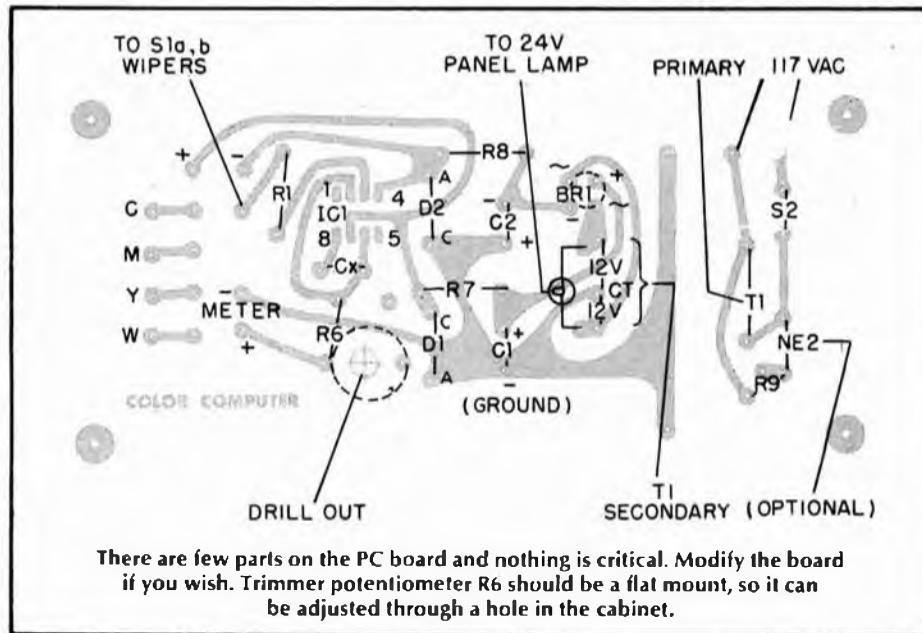 TO S1a,b
WIPERS
TO 24V
PANEL LAMP
PRIMARY
117 VAC
+
-
R1
1
4
IC1
8
5
-Cx-
A
D2
C
R8
-
C2
+
~
BR1
+
~
-
S2
C
M
Y
W
METER
-
+
R6
R7
C
D1
A
C1
+
-
12V
CT
12V
T1
NE2
R9
COLOR COMPUTER
(GROUND)
DRILL OUT
T1
SECONDARY
(OPTIONAL)
There are few parts on the PC board and nothing is critical. Modify the board
if you wish. Trimmer potentiometer R6 should be a flat mount, so it can
be adjusted through a hole in the cabinet.